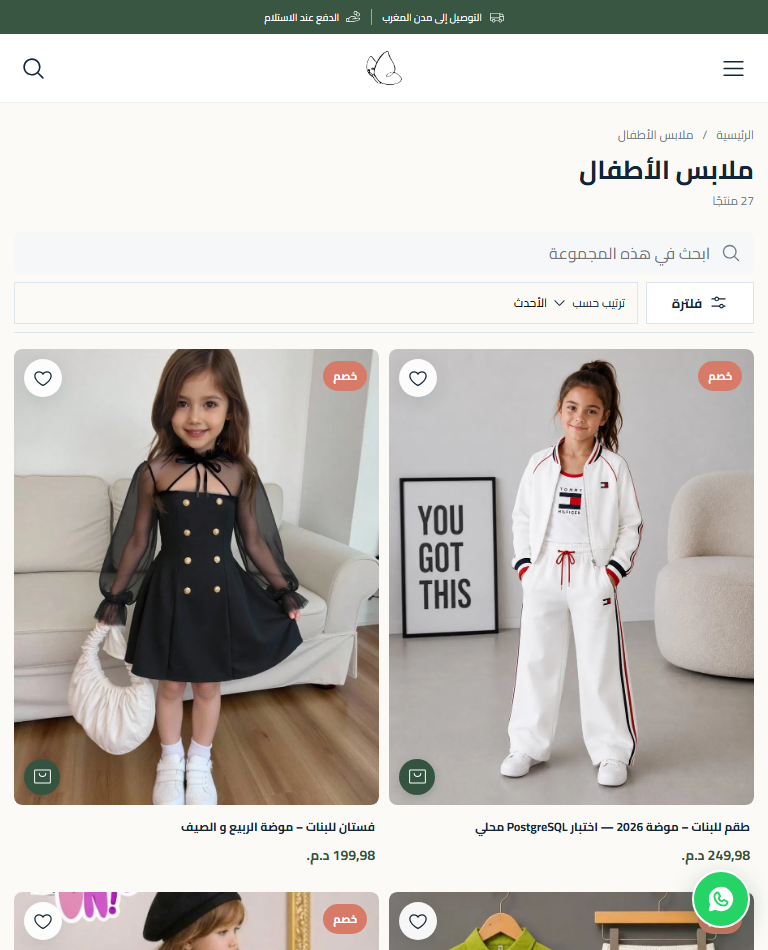 التوصيل إلى مدن المغرب
الدفع عند الاستلام
الرئيسية / ملابس الأطفال
ملابس الأطفال
27 منتجًا
ابحث في هذه المجموعة
فلترة
ترتيب حسب
الأحدث
خصم
YOU
GOT
THIS
TOMMY
HILFIGER
طقم للبنات – موضة 2026 — اختبار PostgreSQL محلي
249,98 د.م.
خصم
فستان للبنات – موضة الربيع و الصيف
199,98 د.م.
خصم